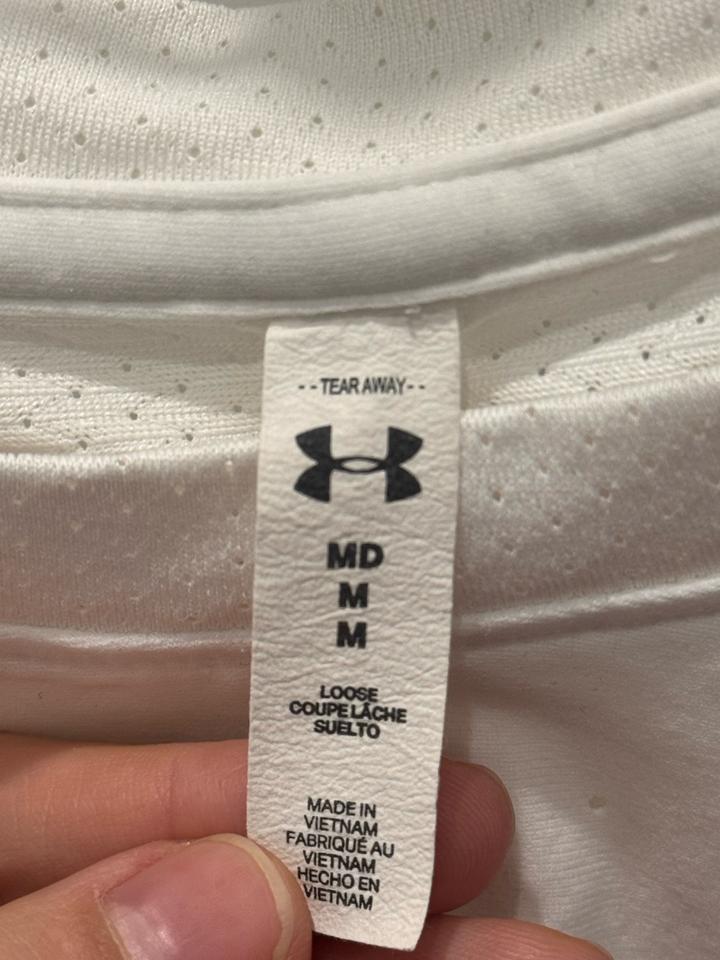 --TEAR AWAY--
MD
M
M
LOOSE
COUPE LÂCHE
SUELTO
MADE IN
VIETNAM
FABRIQUÉ AU
VIETNAM
HECHO EN
VIETNAM